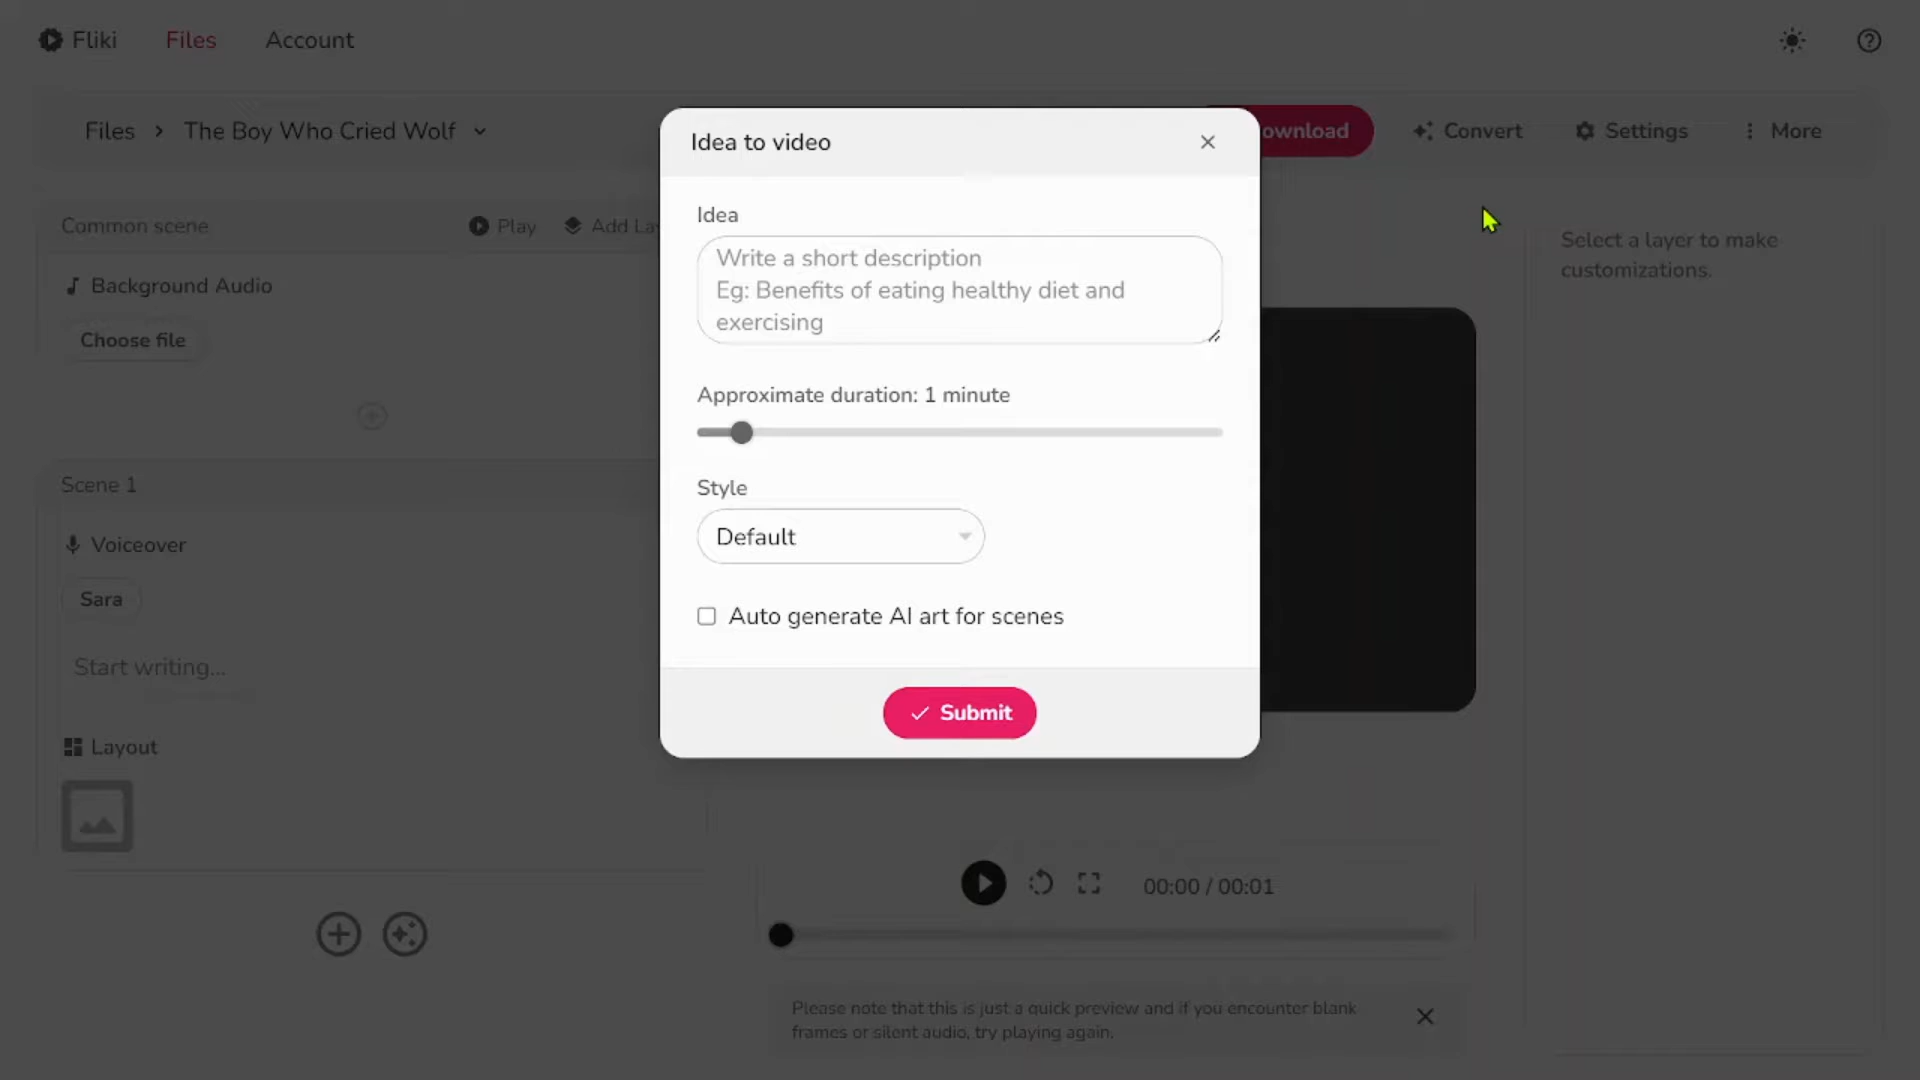 Fliki
Files
Account
Files > The Boy Who Cried Wolf
ownload
Convert
Settings
More
Common scene
Play
Add La
Background Audio
Choose file
Scene 1
Voiceover
Sara
Start writing...
Layout
Idea to video
Idea
Write a short description
Eg: Benefits of eating healthy diet and
exercising
Approximate duration: 1 minute
Style
Default
Auto generate AI art for scenes
Submit
Select a layer to make
customizations.
00:00 / 00:01
Please note that this is just a quick preview and if you encounter blank
frames or silent audio, try playing again.